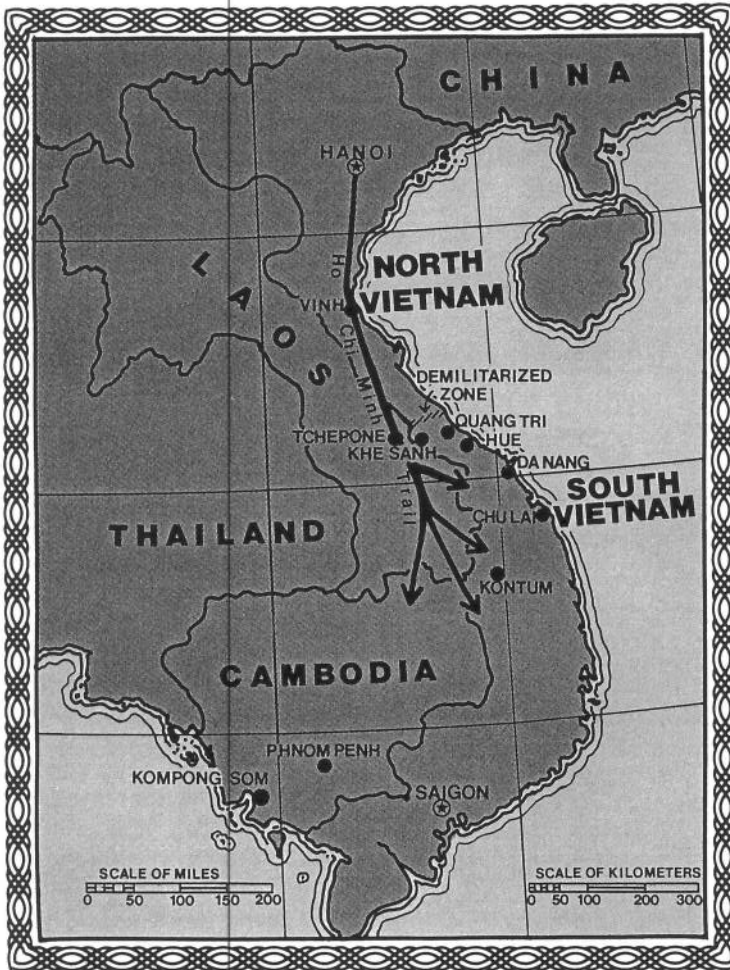 CHINA
HANOI
Ho
LAOS
NORTH
VIETNAM
VINH
Chi Minh
DEMILITARIZED
ZONE
QUANG TRI
TCHEPONE
HUE
KHE SANH
DA NANG
Trail
SOUTH
VIETNAM
CHU LAI
THAILAND
KONTUM
CAMBODIA
PHNOM PENH
KOMPONG SOM
SAIGON
SCALE OF MILES
0 50 100 150 200
SCALE OF KILOMETERS
0 50 100 200 300